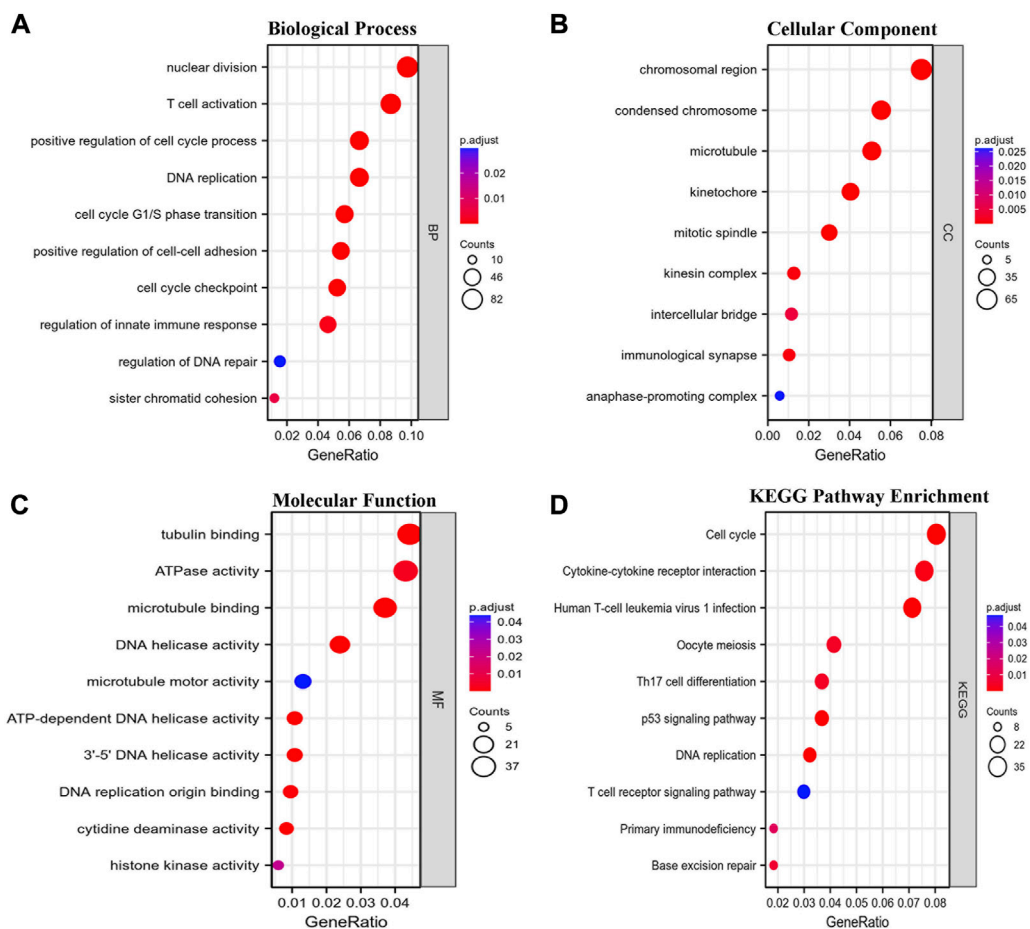 A
Biological Process
nuclear division
T cell activation
positive regulation of cell cycle process
DNA replication
cell cycle G1/S phase transition
positive regulation of cell-cell adhesion
cell cycle checkpoint
regulation of innate immune response
regulation of DNA repair
sister chromatid cohesion
BP
0.02 0.04 0.06 0.08 0.10
GeneRatio
p.adjust
0.02
0.01
Counts
10
46
82
B
Cellular Component
chromosomal region
condensed chromosome
microtubule
kinetochore
mitotic spindle
kinesin complex
intercellular bridge
immunological synapse
anaphase-promoting complex
CC
0.00 0.02 0.04 0.06 0.08
GeneRatio
p.adjust
0.025
0.020
0.015
0.010
0.005
Counts
5
35
65
C
Molecular Function
tubulin binding
ATPase activity
microtubule binding
DNA helicase activity
microtubule motor activity
ATP-dependent DNA helicase activity
3'-5' DNA helicase activity
DNA replication origin binding
cytidine deaminase activity
histone kinase activity
MF
0.01 0.02 0.03 0.04
GeneRatio
p.adjust
0.04
0.03
0.02
0.01
Counts
5
21
37
D
KEGG Pathway Enrichment
Cell cycle
Cytokine-cytokine receptor interaction
Human T-cell leukemia virus 1 infection
Oocyte meiosis
Th17 cell differentiation
p53 signaling pathway
DNA replication
T cell receptor signaling pathway
Primary immunodeficiency
Base excision repair
KEGG
0.02 0.03 0.04 0.05 0.06 0.07 0.08
GeneRatio
p.adjust
0.04
0.03
0.02
0.01
Counts
8
22
35